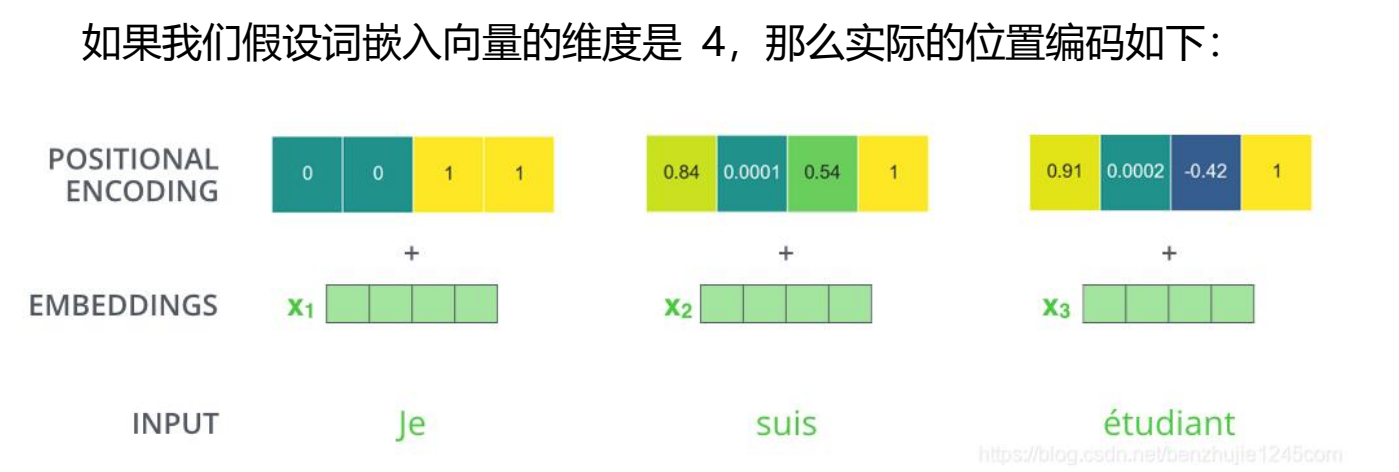 如果我们假设词嵌入向量的维度是 4，那么实际的位置编码如下：
POSITIONAL ENCODING
0 0 1 1
0.84 0.0001 0.54 1
0.91 0.0002 -0.42 1
+ + +
EMBEDDINGS
x1
x2
x3
INPUT
Je
suis
étudiant
https://blog.csdn.net/benzhujie1245com